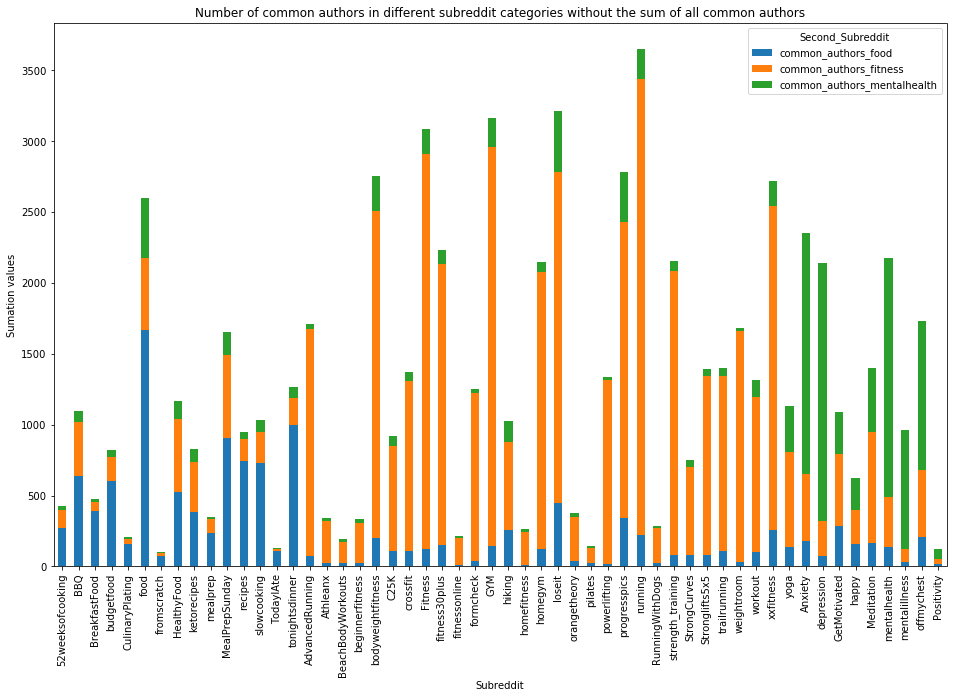 Number of common authors in different subreddit categories without the sum of all common authors
Second_Subreddit
common_authors_food
common_authors_fitness
common_authors_mentalhealth
Sumation values
3500
3000
2500
2000
1500
1000
500
0
52weeksofcooking
BBQ
BreakfastFood
budgetfood
CulinaryPlating
food
fromscratch
HealthyFood
ketorecipes
mealprep
MealPrepSunday
recipes
slowcooking
TodayIAte
tonightsdinner
AdvancedRunning
Athleanx
BeachBodyWorkouts
beginnerfitness
bodyweightfitness
C25K
crossfit
Fitness
fitness30plus
fitnessonline
formcheck
GYM
hiking
homefitness
homegym
loseit
orangetheory
pilates
powerlifting
progresspics
running
RunningWithDogs
strength_training
StrongCurves
Stronglifts5x5
trailrunning
weightroom
workout
xxfitness
yoga
Anxiety
depression
GetMotivated
happy
Meditation
mentalhealth
mentalillness
offmychest
Positivity
Subreddit